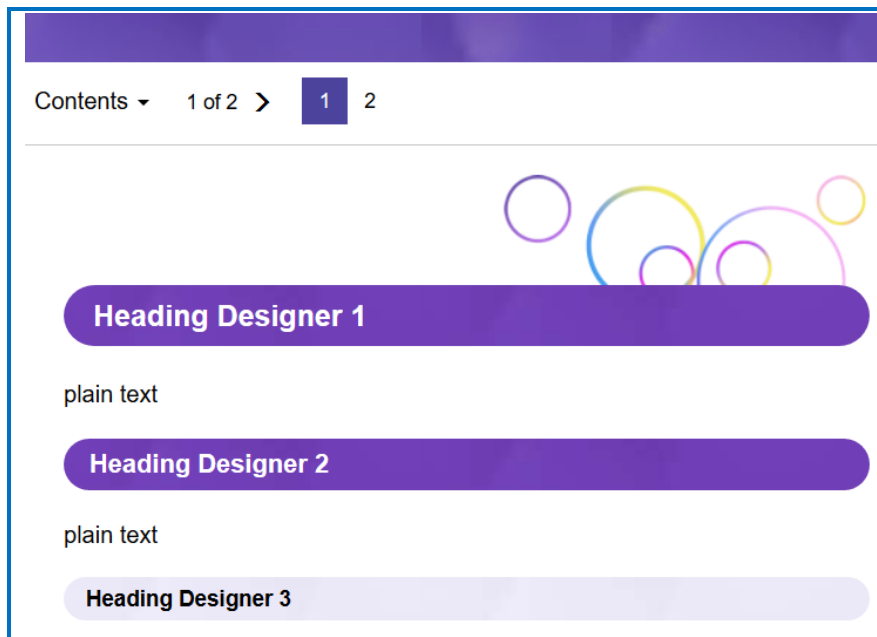 Contents 1 of 2 1 2
Heading Designer 1
plain text
Heading Designer 2
plain text
Heading Designer 3